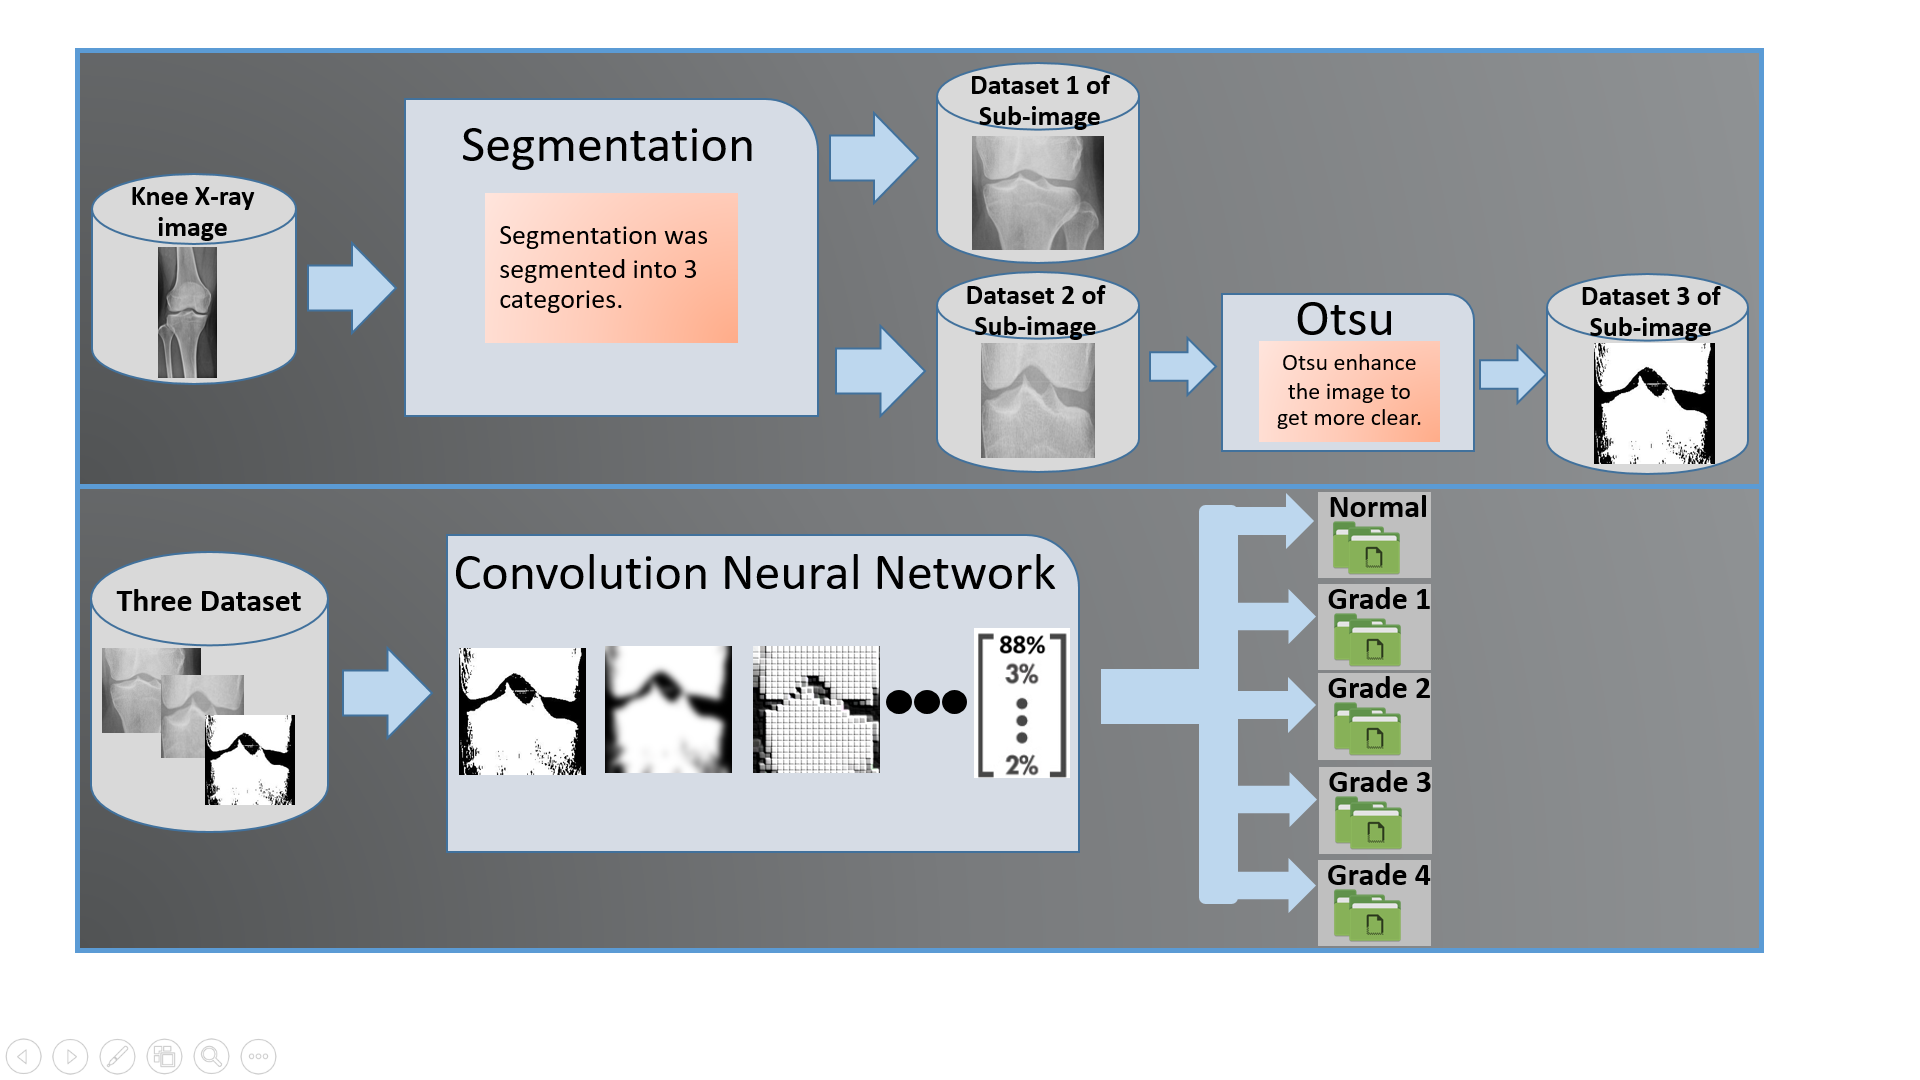 Knee X-ray
image
Segmentation
Segmentation was
segmented into 3
categories.
Dataset 1 of
Sub-image
Dataset 2 of
Sub-image
Otsu
Otsu enhance
the image to
get more clear.
Dataset 3 of
Sub-image
Three Dataset
Convolution Neural Network
88%
3%
2%
Normal
Grade 1
Grade 2
Grade 3
Grade 4